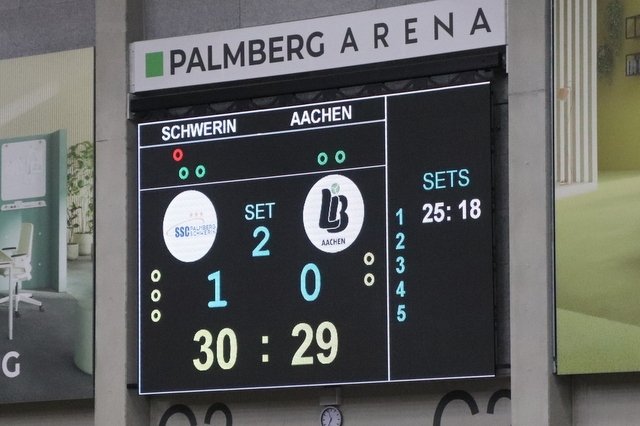 PALMBERG ARENA
SCHWERIN AACHEN
SSC PALMBERG SCHWERIN
LB AACHEN
SET
2
1 0
30 : 29
SETS
1 25:18
2
3
4
5
G